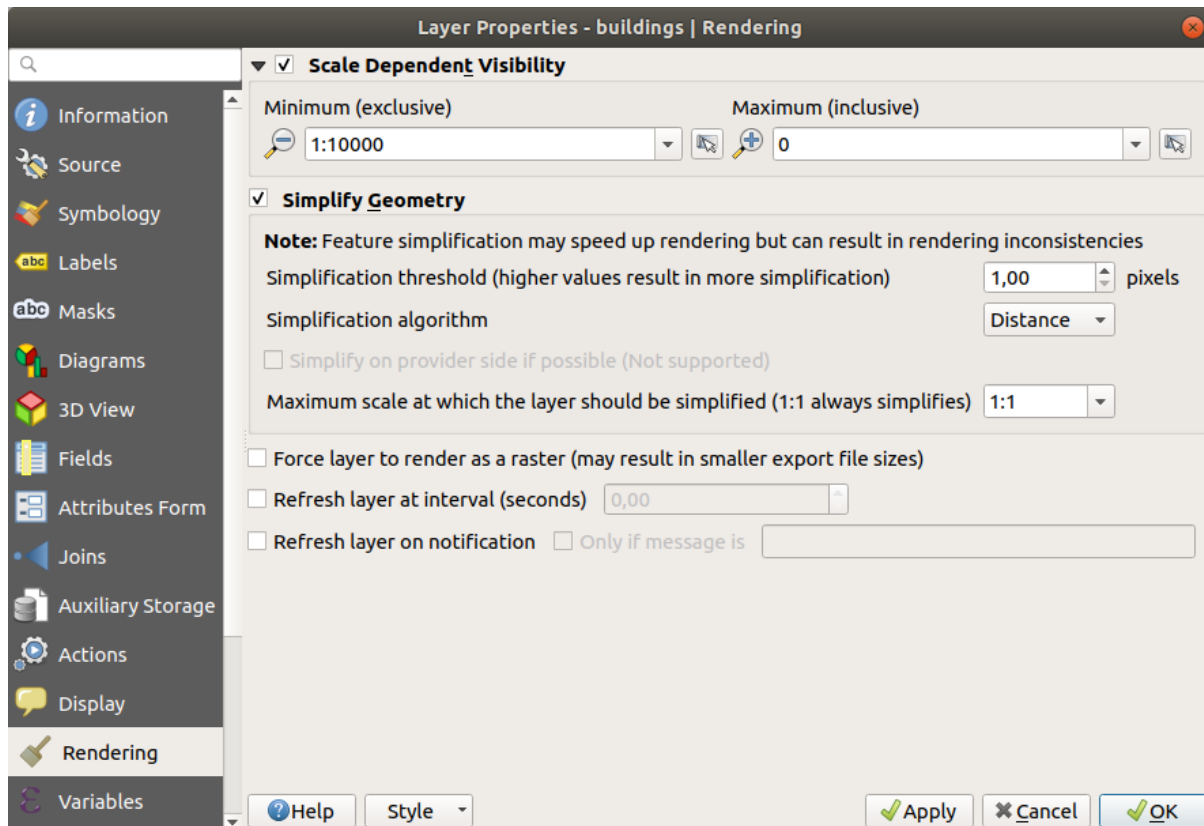 Layer Properties - buildings | Rendering
Information
Source
Symbology
abc Labels
abc Masks
Diagrams
3D View
Fields
Attributes Form
Joins
Auxiliary Storage
Actions
Display
Rendering
Variables
Scale Dependent Visibility
Minimum (exclusive) Maximum (inclusive)
1:10000 0
Simplify Geometry
Note: Feature simplification may speed up rendering but can result in rendering inconsistencies
Simplification threshold (higher values result in more simplification) 1,00 pixels
Simplification algorithm Distance
Simplify on provider side if possible (Not supported)
Maximum scale at which the layer should be simplified (1:1 always simplifies) 1:1
Force layer to render as a raster (may result in smaller export file sizes)
Refresh layer at interval (seconds) 0,00
Refresh layer on notification Only if message is
Help Style Apply Cancel OK